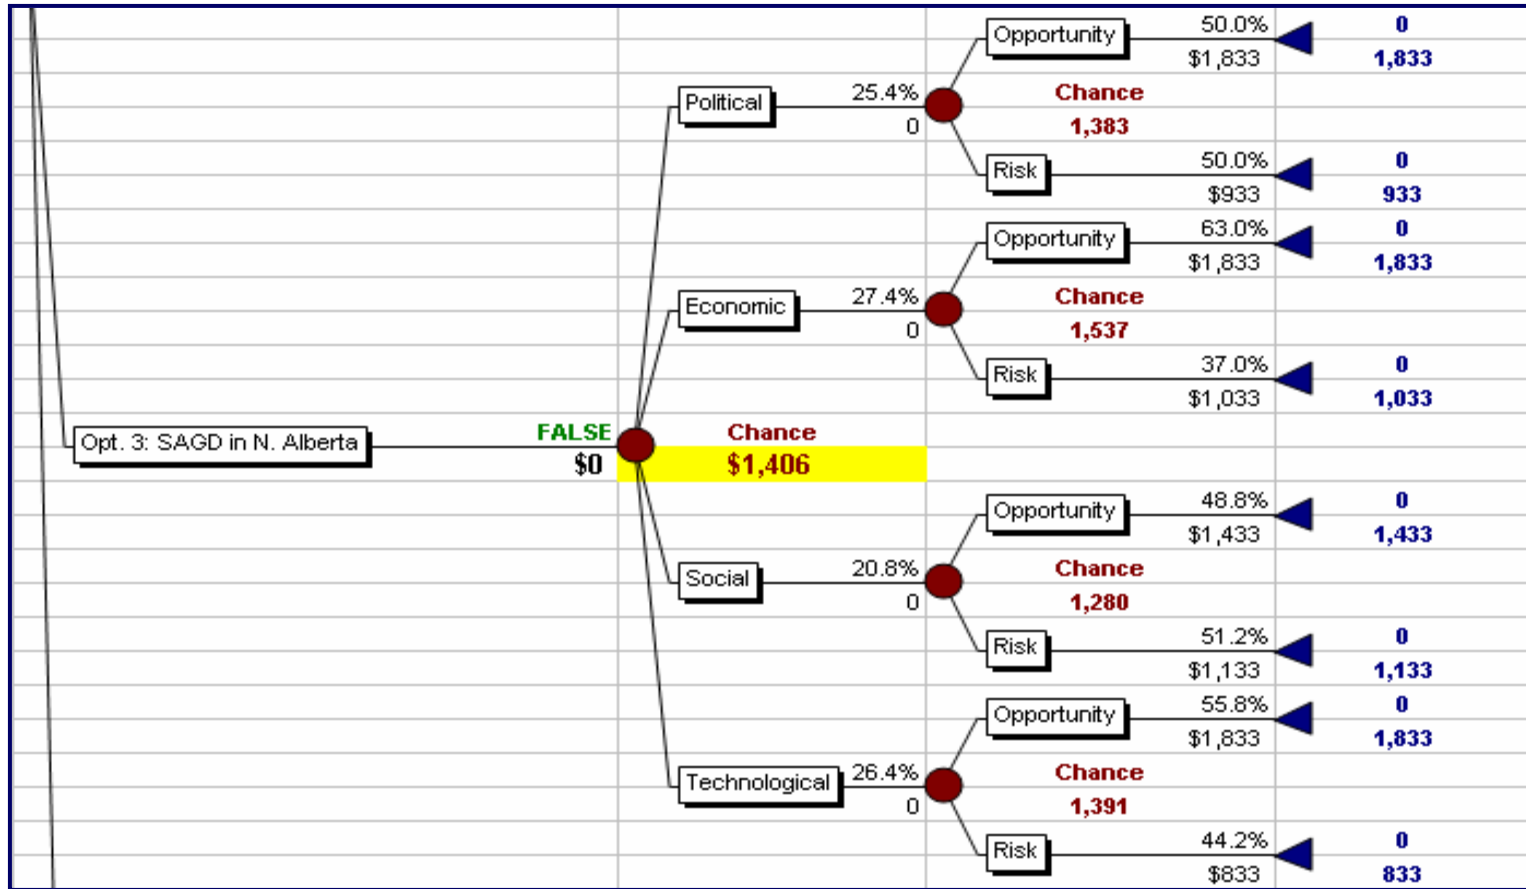 Opportunity 50.0% 0
$1,833 1,833
Political 25.4% Chance
0 1,383
Risk 50.0% 0
$933 933
Opportunity 63.0% 0
$1,833 1,833
Economic 27.4% Chance
0 1,537
Risk 37.0% 0
$1,033 1,033
Opt. 3: SAGD in N. Alberta FALSE Chance
$0 $1,406
Opportunity 48.8% 0
$1,433 1,433
Social 20.8% Chance
0 1,280
Risk 51.2% 0
$1,133 1,133
Opportunity 55.8% 0
$1,833 1,833
Technological 26.4% Chance
0 1,391
Risk 44.2% 0
$833 833